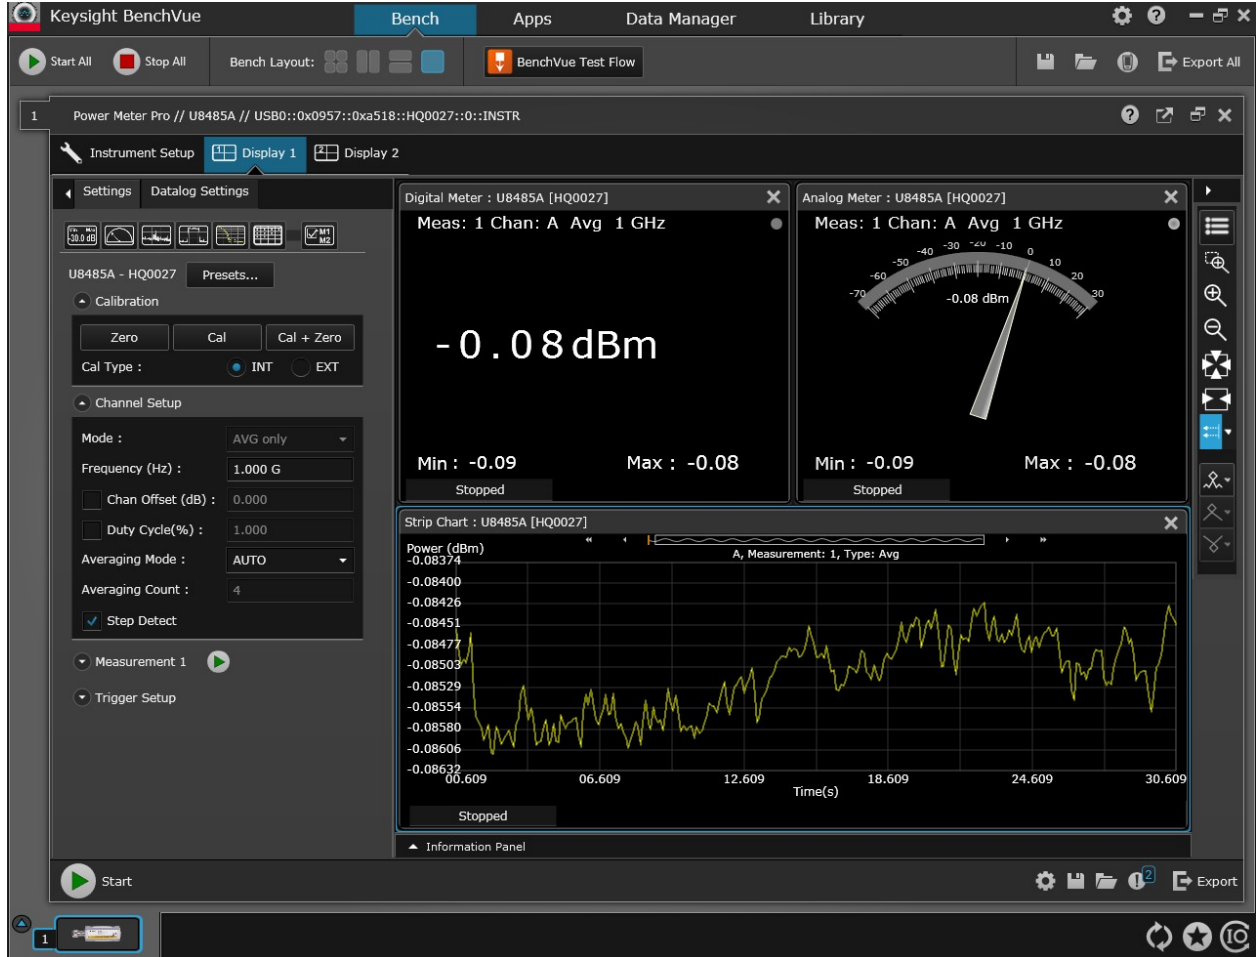 Keysight BenchVue
Bench Apps Data Manager Library
Start All Stop All Bench Layout: BenchVue Test Flow Export All
1 Power Meter Pro // U8485A // USB0::0x0957::0xa518::HQ0027::0::INSTR
Instrument Setup 1 Display 1 2 Display 2
Settings Datalog Settings
M1
M2
U8485A - HQ0027 Presets...
Calibration
Zero Cal Cal + Zero
Cal Type : INT EXT
Channel Setup
Mode : AVG only
Frequency (Hz) : 1.000 G
Chan Offset (dB) : 0.000
Duty Cycle(%) : 1.000
Averaging Mode : AUTO
Averaging Count : 4
Step Detect
Measurement 1
Trigger Setup
Digital Meter : U8485A [HQ0027]
Meas: 1 Chan: A Avg 1 GHz
-0.08dBm
Min : -0.09 Max : -0.08
Stopped
Analog Meter : U8485A [HQ0027]
Meas: 1 Chan: A Avg 1 GHz
-70 -60 -50 -40 -30 -20 -10 0 10 20 30
-0.08 dBm
Min : -0.09 Max : -0.08
Stopped
Strip Chart : U8485A [HQ0027]
Power (dBm)
A, Measurement: 1, Type: Avg
-0.08374
-0.08400
-0.08426
-0.08451
-0.08477
-0.08503
-0.08529
-0.08554
-0.08580
-0.08606
-0.08632
00.609 06.609 12.609 18.609 24.609 30.609
Time(s)
Stopped
Information Panel
Start 2 Export
1 IO